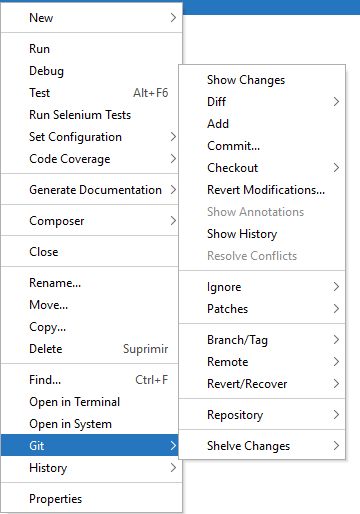 New
Run
Debug
Test Alt+F6
Run Selenium Tests
Set Configuration
Code Coverage
Generate Documentation
Composer
Close
Rename...
Move...
Copy...
Delete Suprimir
Find... Ctrl+F
Open in Terminal
Open in System
Git
History
Properties
Show Changes
Diff
Add
Commit...
Checkout
Revert Modifications...
Show Annotations
Show History
Resolve Conflicts
Ignore
Patches
Branch/Tag
Remote
Revert/Recover
Repository
Shelve Changes